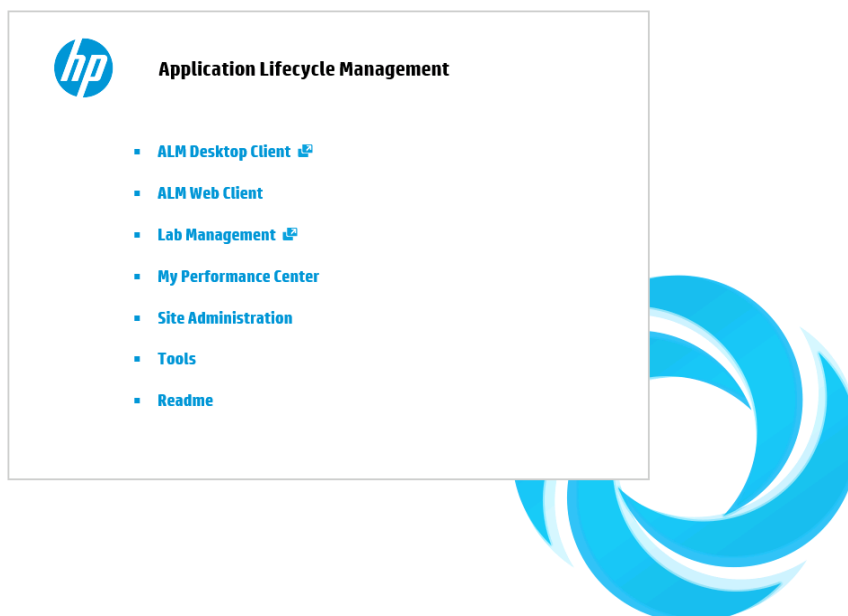 hp
Application Lifecycle Management
ALM Desktop Client
ALM Web Client
Lab Management
My Performance Center
Site Administration
Tools
Readme